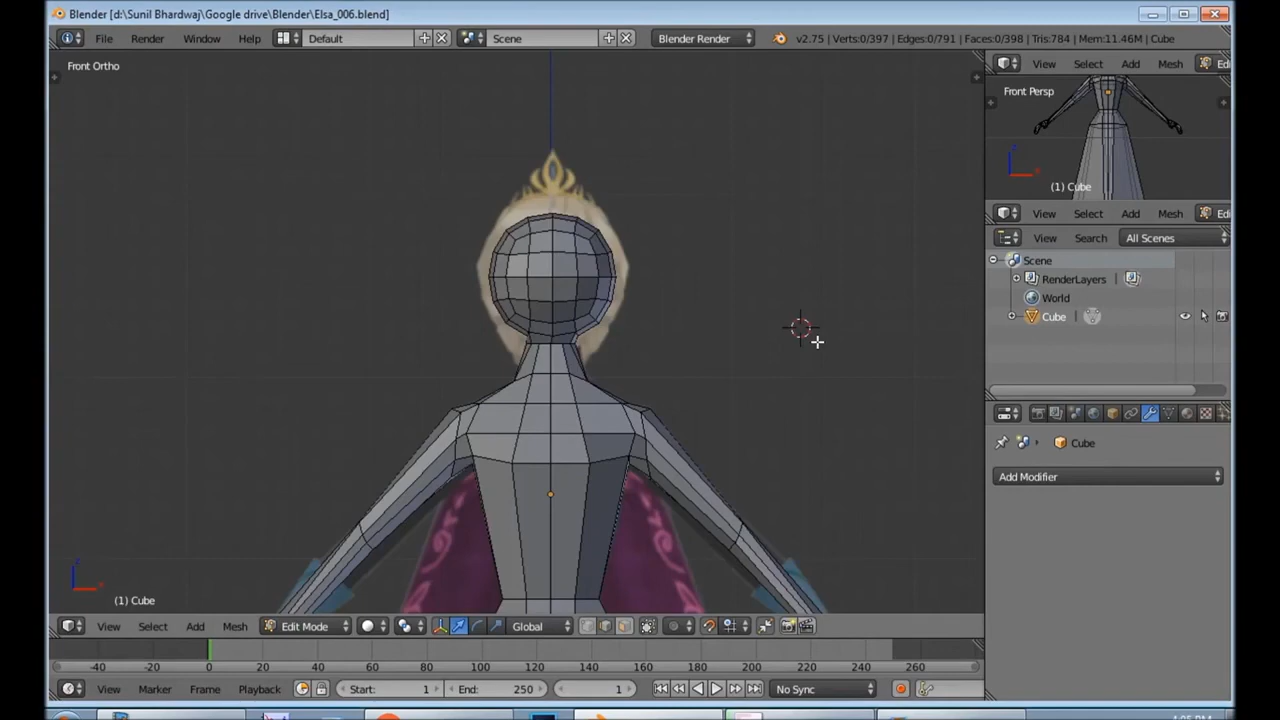 Blender [d:\Sunil Bhardwaj\Google drive\Blender\Elsa_006.blend]
File Render Window Help Default Scene Blender Render v2.75 | Verts:0/397 | Edges:0/791 | Faces:0/398 | Tris:784 | Mem:11.46M | Cube
Front Ortho
(1) Cube
View Select Add Mesh Edit Mode Global
-40 -20 0 20 40 60 80 100 120 140 160 180 200 220 240 260
View Marker Frame Playback Start: 1 End: 250 1 No Sync
View Select Add Mesh Ed
Front Persp
(1) Cube
View Select Add Mesh Ed
View Search All Scenes
Scene
RenderLayers
World
Cube
Cube
Add Modifier